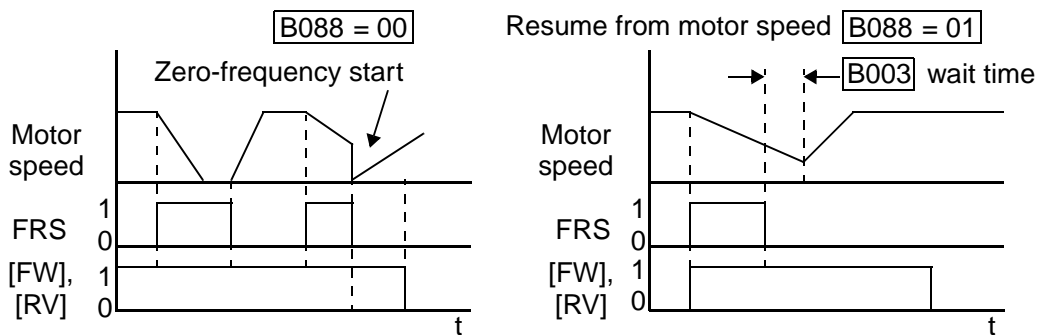 B088 = 00
Zero-frequency start
Motor
speed
FRS
1
0
[FW],
[RV]
1
0
t
Resume from motor speed B088 = 01
B003 wait time
Motor
speed
FRS
1
0
[FW],
[RV]
1
0
t